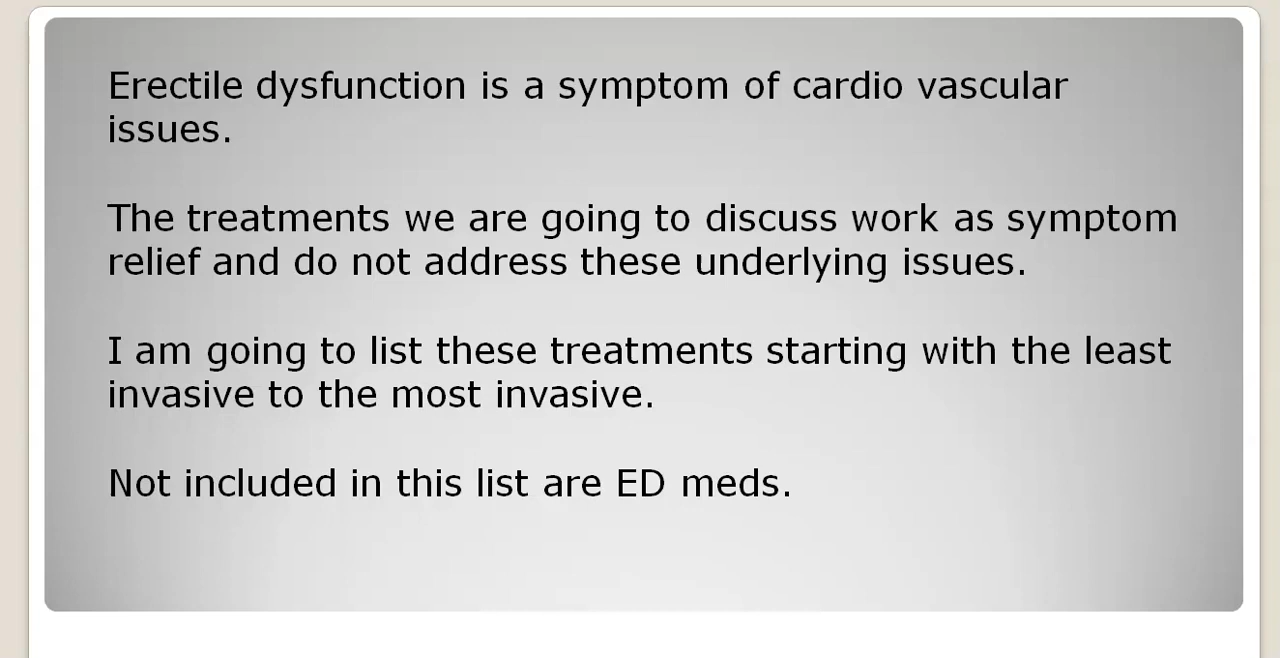 Erectile dysfunction is a symptom of cardio vascular
issues.
The treatments we are going to discuss work as symptom
relief and do not address these underlying issues.
I am going to list these treatments starting with the least
invasive to the most invasive.
Not included in this list are ED meds.